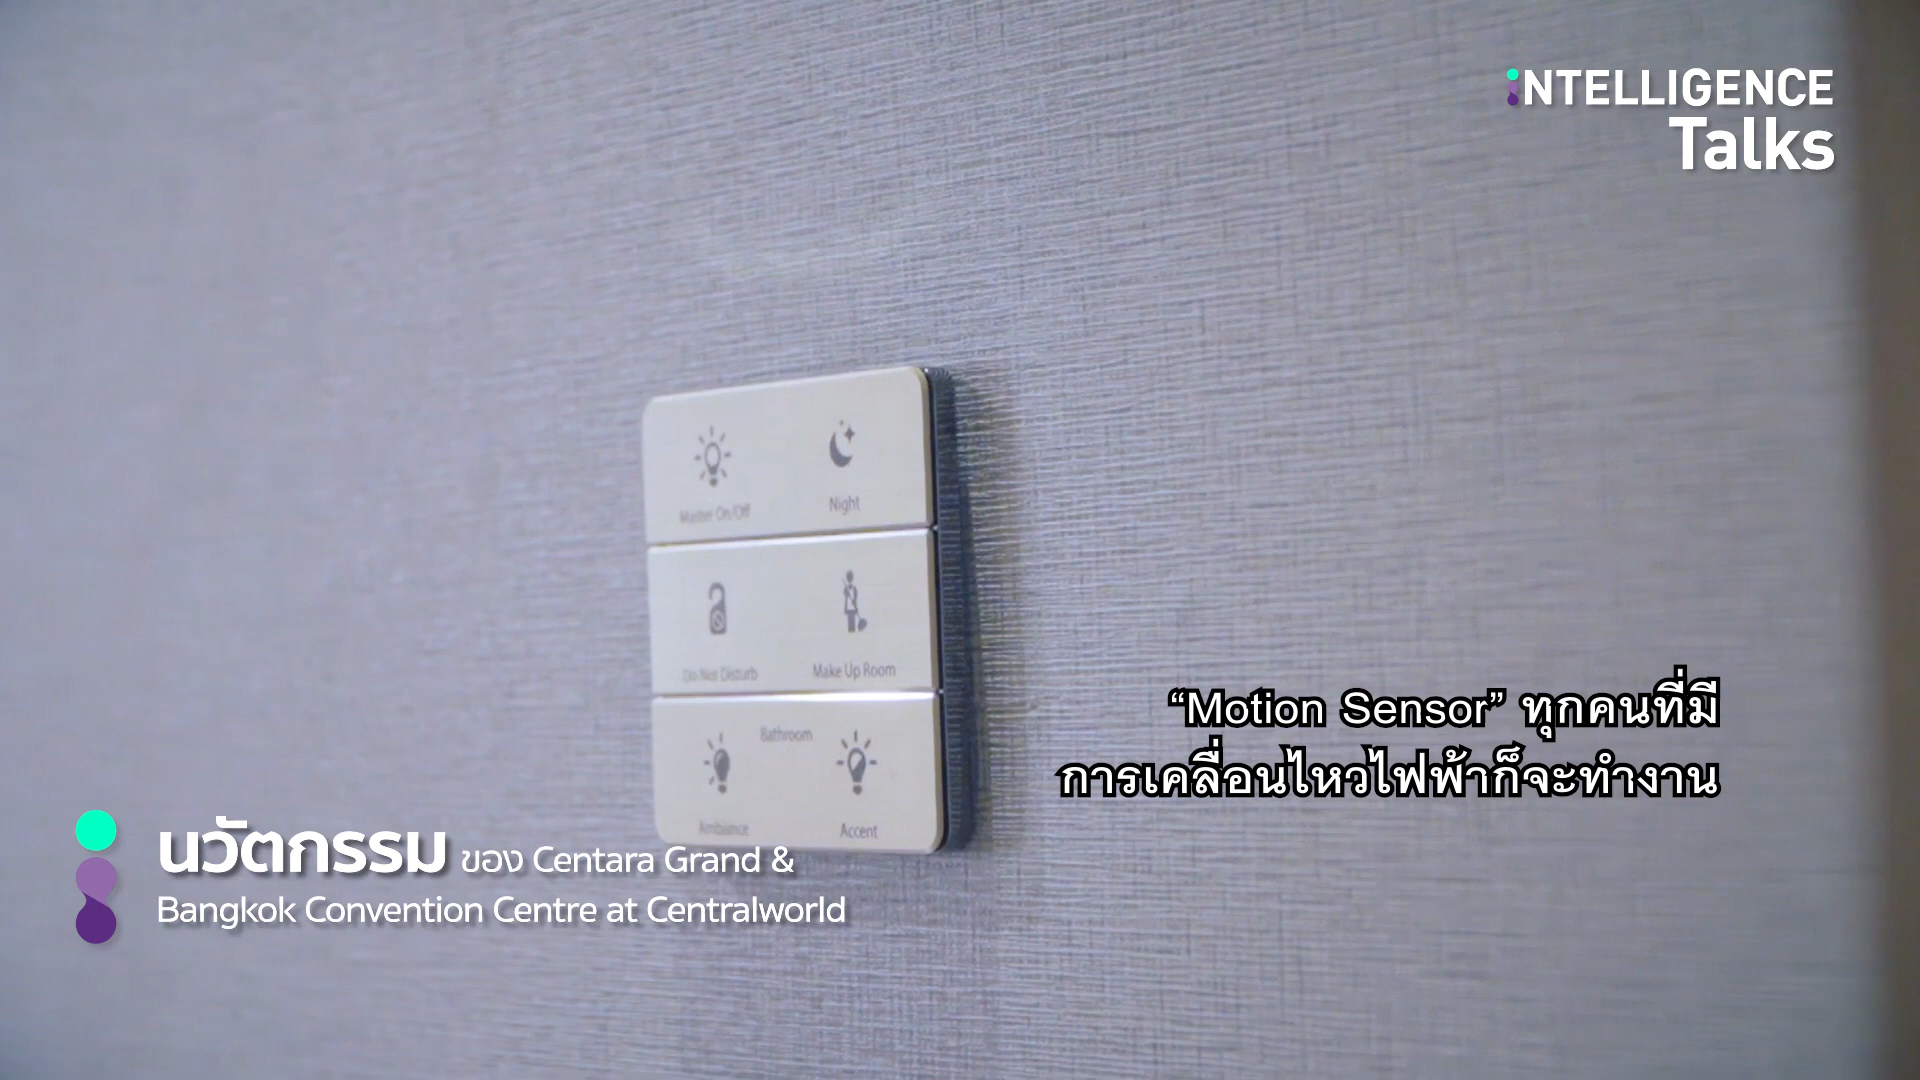 iNTELLIGENCE
Talks
Master On/Off
Night
Do Not Disturb
Make Up Room
Bathroom
Ambiance
Accent
“Motion Sensor” ทุกคนที่มี
การเคลื่อนไหวไฟฟ้าก็จะทำงาน
นวัตกรรม ของ Centara Grand &
Bangkok Convention Centre at Centralworld